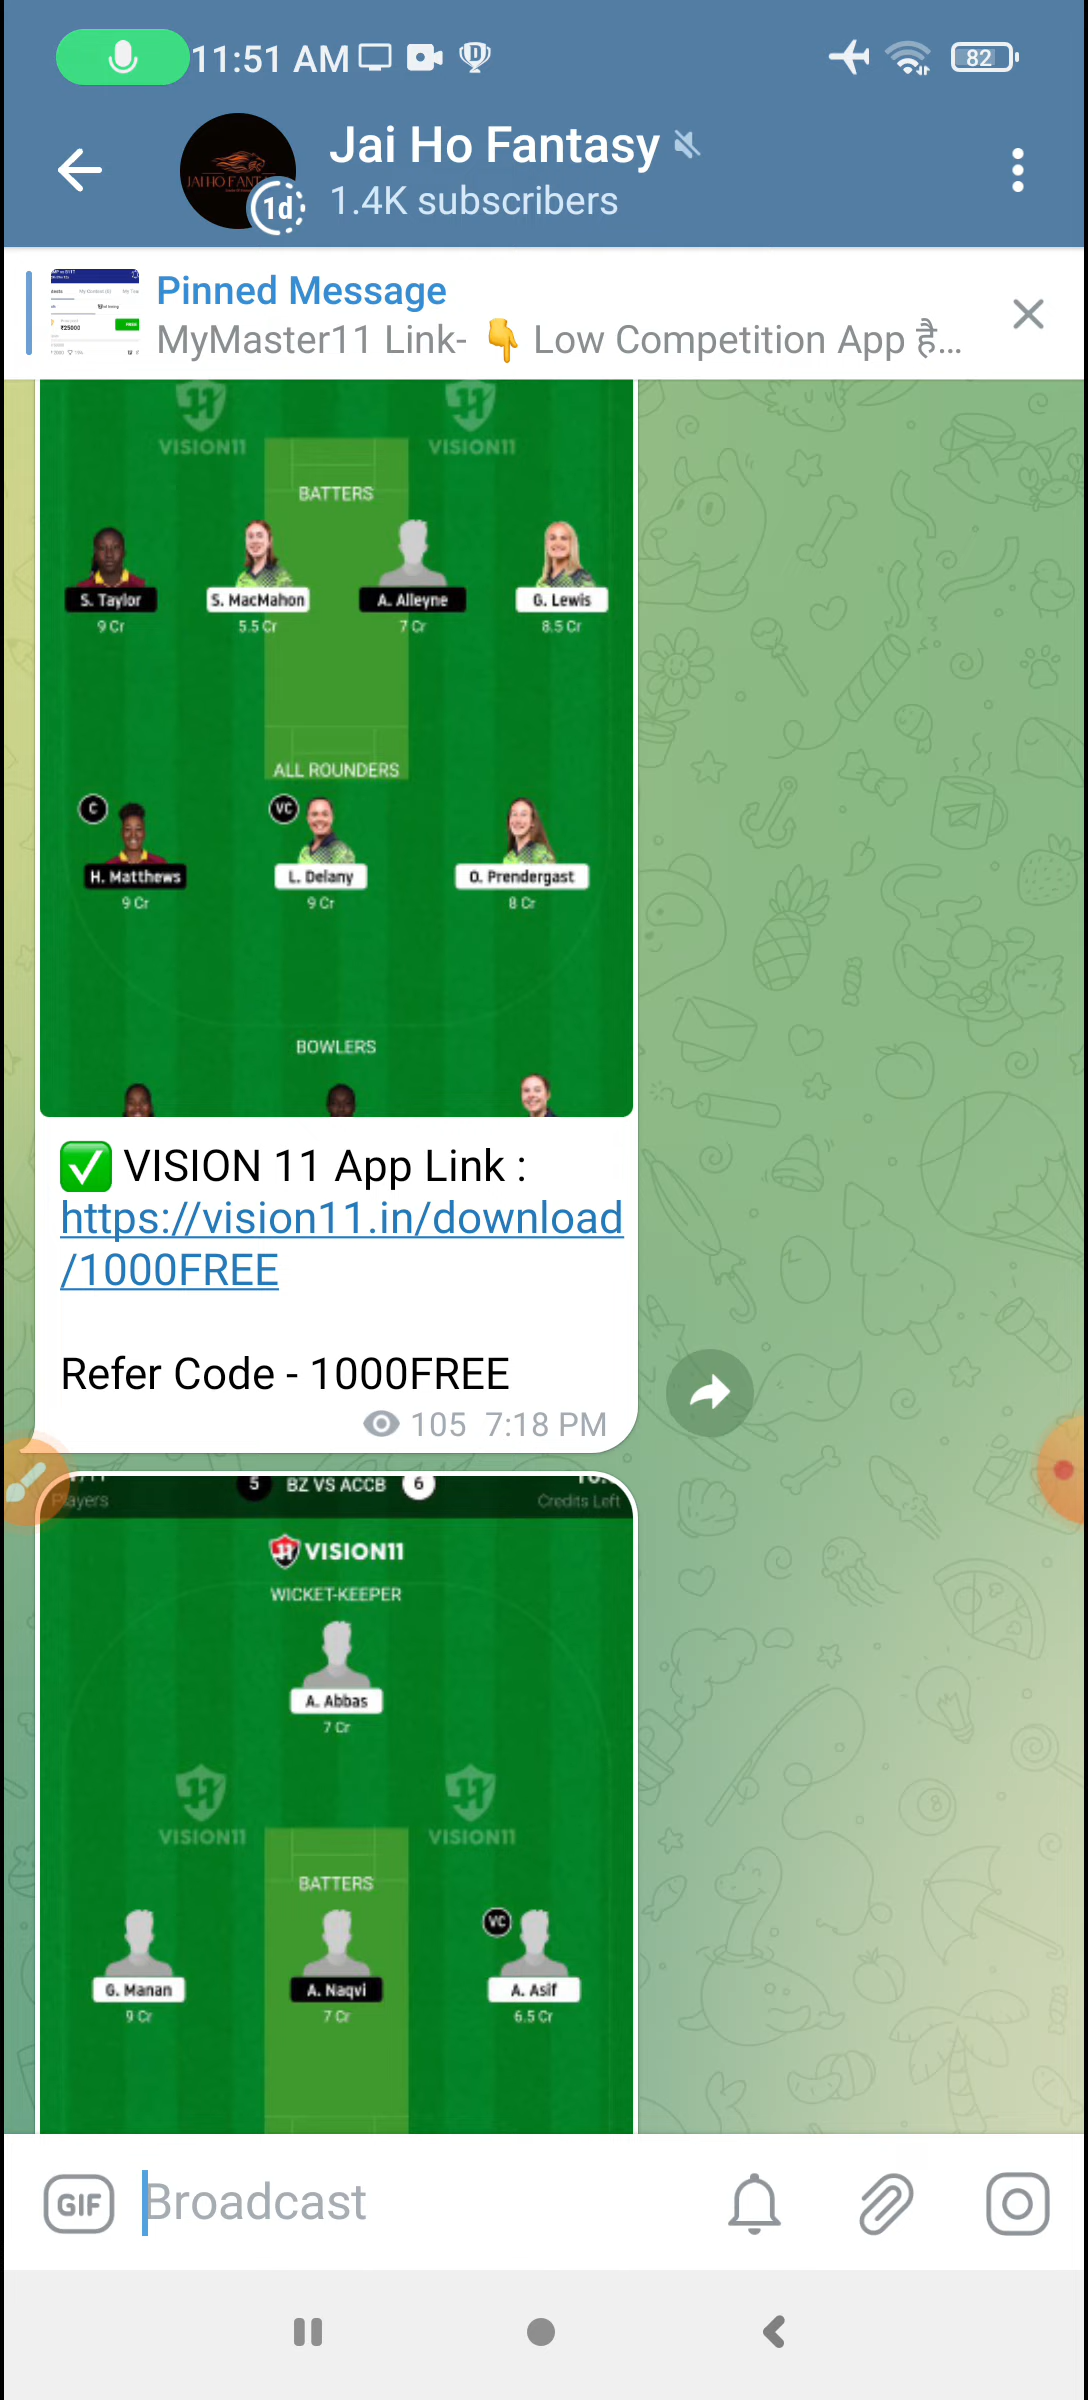 11:51 AM
82
Jai Ho Fantasy
1d
1.4K subscribers
Pinned Message
MyMaster11 Link- 👇 Low Competition App है...
₹25000
VISION11 VISION11
BATTERS
S. Taylor S. MacMahon A. Alleyne G. Lewis
9 Cr 5.5 Cr 7 Cr 8.5 Cr
ALL ROUNDERS
C VC
H. Matthews L. Delany O. Prendergast
9 Cr 9 Cr 8 Cr
BOWLERS
✅ VISION 11 App Link :
https://vision11.in/download
/1000FREE
Refer Code - 1000FREE
105 7:18 PM
5 BZ VS ACCB 6
Players Credits Left
VISION11
WICKET-KEEPER
A. Abbas
7 Cr
VISION11 VISION11
BATTERS
VC
G. Manan A. Naqvi A. Asif
9 Cr 7 Cr 6.5 Cr
GIF Broadcast